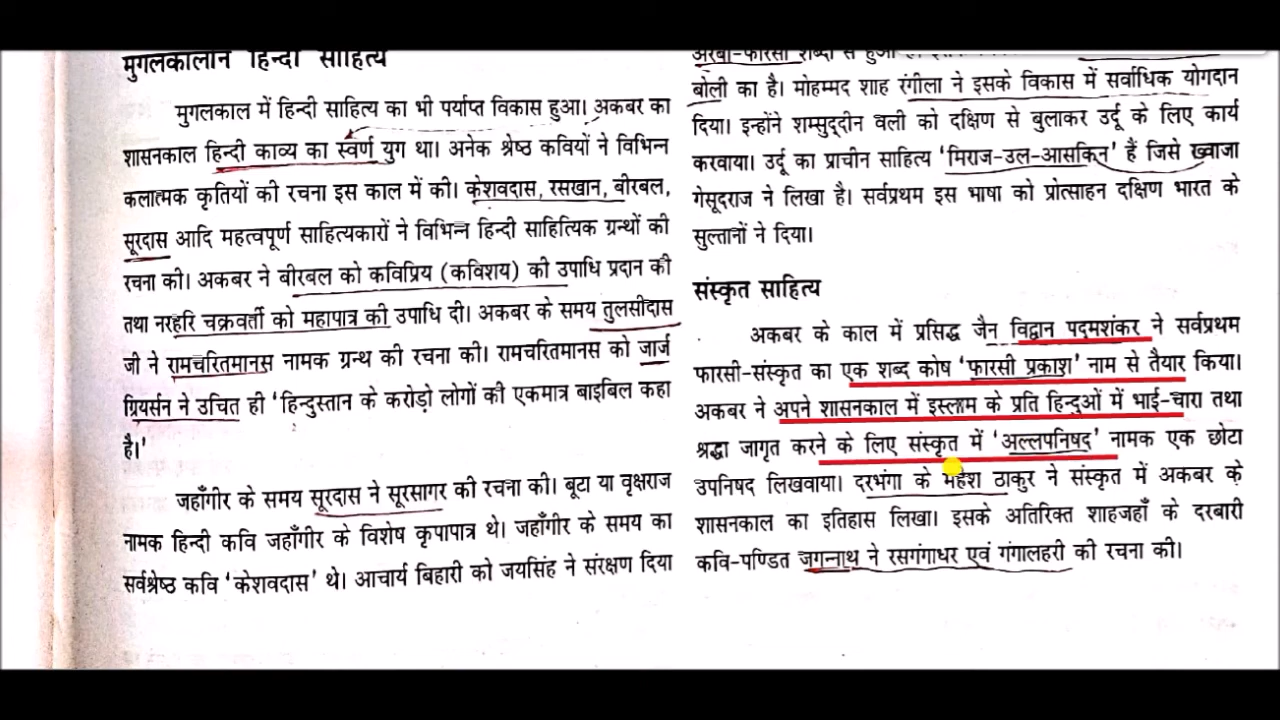 मुगलकालीन हिन्दी साहित्य
मुगलकाल में हिन्दी साहित्य का भी पर्याप्त विकास हुआ। अकबर का
शासनकाल हिन्दी काव्य का स्वर्ण युग था। अनेक श्रेष्ठ कवियों ने विभिन्न
कलात्मक कृतियों की रचना इस काल में की। केशवदास, रसखान, बीरबल,
सूरदास आदि महत्वपूर्ण साहित्यकारों ने विभिन्न हिन्दी साहित्यिक ग्रन्थों की
रचना की। अकबर ने बीरबल को कविप्रिय (कविशय) की उपाधि प्रदान की
तथा नरहरि चक्रवर्ती को महापात्र की उपाधि दी। अकबर के समय तुलसीदास
जी ने रामचरितमानस नामक ग्रन्थ की रचना की। रामचरितमानस को जार्ज
ग्रियर्सन ने उचित ही 'हिन्दुस्तान के करोड़ो लोगों की एकमात्र बाइबिल कहा
है।'
जहाँगीर के समय सूरदास ने सूरसागर की रचना की। बूटा या वृक्षराज
नामक हिन्दी कवि जहाँगीर के विशेष कृपापात्र थे। जहाँगीर के समय का
सर्वश्रेष्ठ कवि 'केशवदास' थे। आचार्य बिहारी को जयसिंह ने संरक्षण दिया
अरबी-फारसी शब्दों से हुआ है।
बोली का है। मोहम्मद शाह रंगीला ने इसके विकास में सर्वाधिक योगदान
दिया। इन्होंने शम्सुद्दीन वली को दक्षिण से बुलाकर उर्दू के लिए कार्य
करवाया। उर्दू का प्राचीन साहित्य 'मिराज-उल-आसकिन' हैं जिसे ख्वाजा
गेसूदराज ने लिखा है। सर्वप्रथम इस भाषा को प्रोत्साहन दक्षिण भारत के
सुल्तानों ने दिया।
संस्कृत साहित्य
अकबर के काल में प्रसिद्ध जैन विद्वान पदमशंकर ने सर्वप्रथम
फारसी-संस्कृत का एक शब्द कोष 'फारसी प्रकाश' नाम से तैयार किया।
अकबर ने अपने शासनकाल में इस्लाम के प्रति हिन्दुओं में भाई-चारा तथा
श्रद्धा जागृत करने के लिए संस्कृत में 'अल्लपनिषद' नामक एक छोटा
उपनिषद लिखवाया। दरभंगा के महेश ठाकुर ने संस्कृत में अकबर के
शासनकाल का इतिहास लिखा। इसके अतिरिक्त शाहजहाँ के दरबारी
कवि-पण्डित जगन्नाथ ने रसगंगाधर एवं गंगालहरी की रचना की।